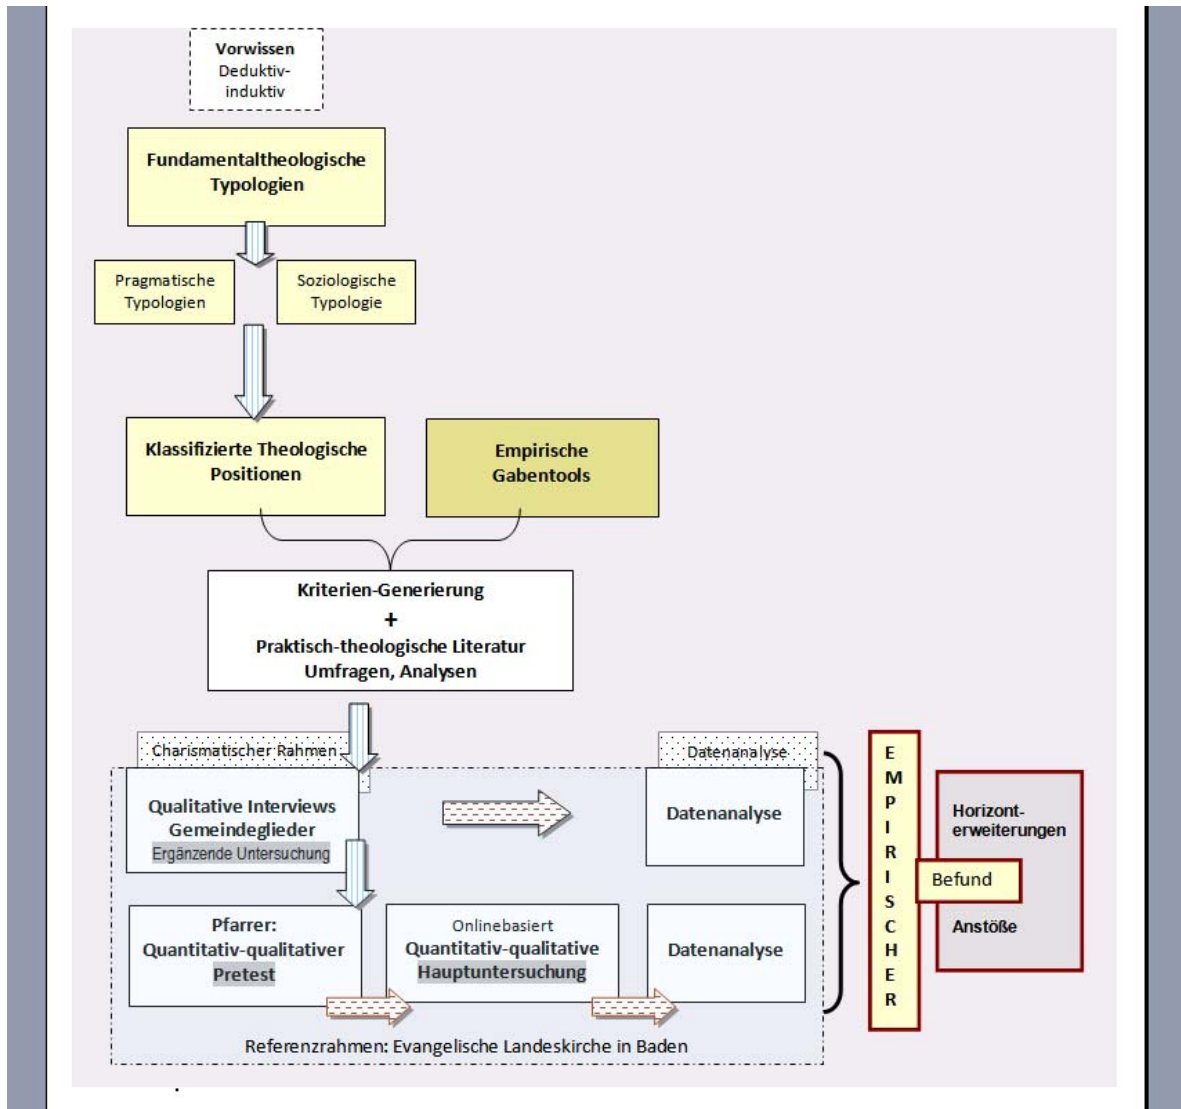 Vorwissen
Deduktiv-
induktiv
Fundamentaltheologische
Typologien
Pragmatische
Typologien
Soziologische
Typologie
Klassifizierte Theologische
Positionen
Empirische
Gabentools
Kriterien-Generierung
+
Praktisch-theologische Literatur
Umfragen, Analysen
Charismatischer Rahmen
Datenanalyse
Qualitative Interviews
Gemeindeglieder
Ergänzende Untersuchung
Datenanalyse
Pfarrer:
Quantitativ-qualitativer
Pretest
Onlinebasiert
Quantitativ-qualitative
Hauptuntersuchung
Datenanalyse
Referenzrahmen: Evangelische Landeskirche in Baden
E
M
P
I
R
I
S
C
H
E
R
Befund
Horizont-
erweiterungen
Anstöße